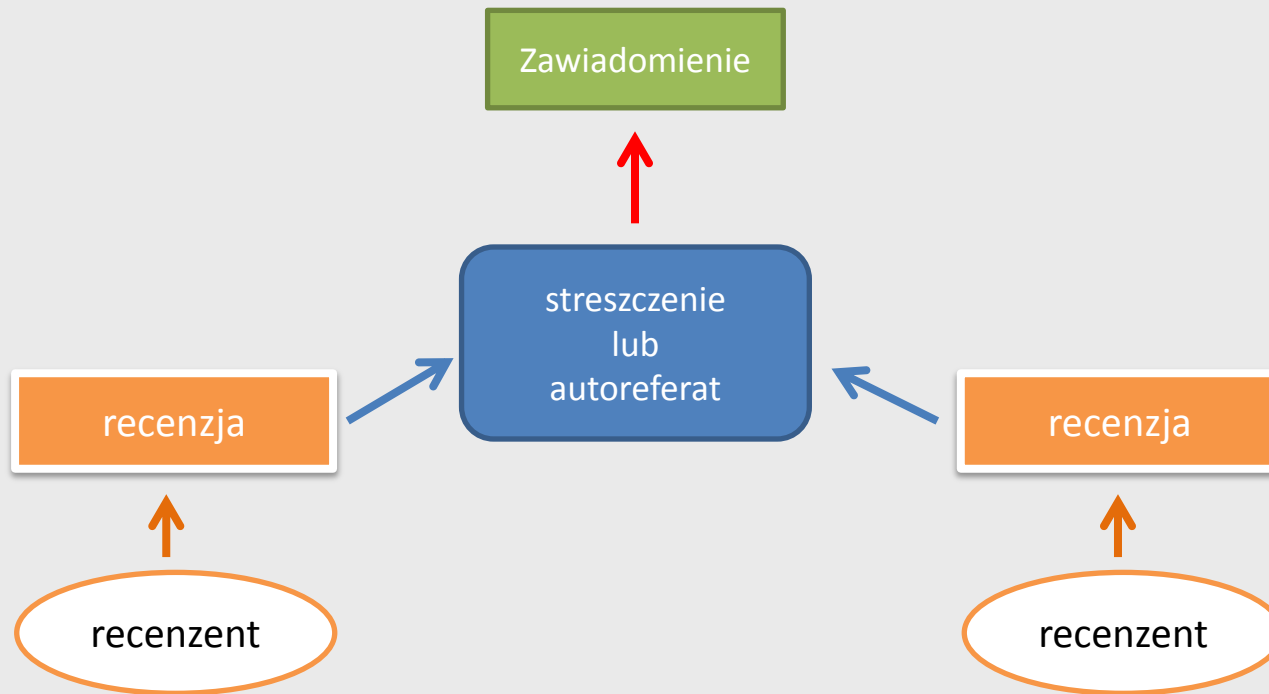 Zawiadomienie
streszczenie
lub
autoreferat
recenzja
recenzja
recenzent
recenzent